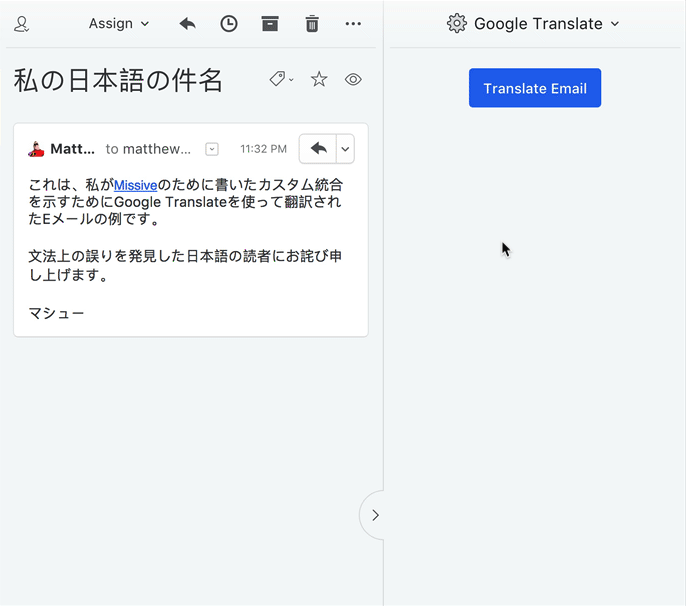 Assign
Google Translate
Translate Email
私の日本語の件名
Matt... to matthew... 11:32 PM
これは、私がMissiveのために書いたカスタム統合
を示すためにGoogle Translateを使って翻訳され
たEメールの例です。
文法上の誤りを発見した日本語の読者にお詫び申
し上げます。
マシュー